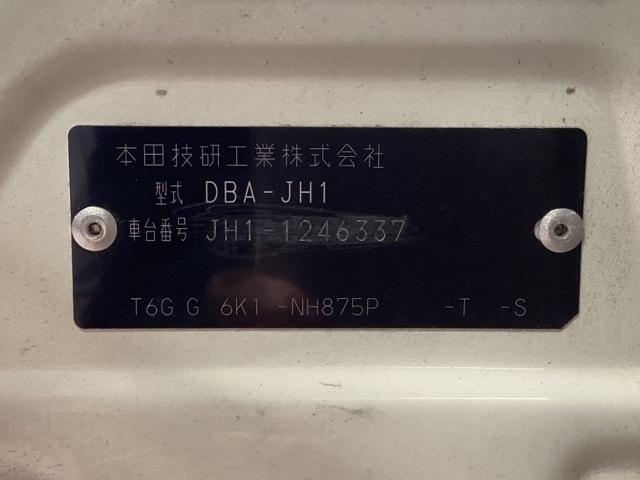 本田技研工業株式会社
型式 DBA-JH1
車台番号 JH1-1246337
T6G G 6K1 -NH875P -T -S